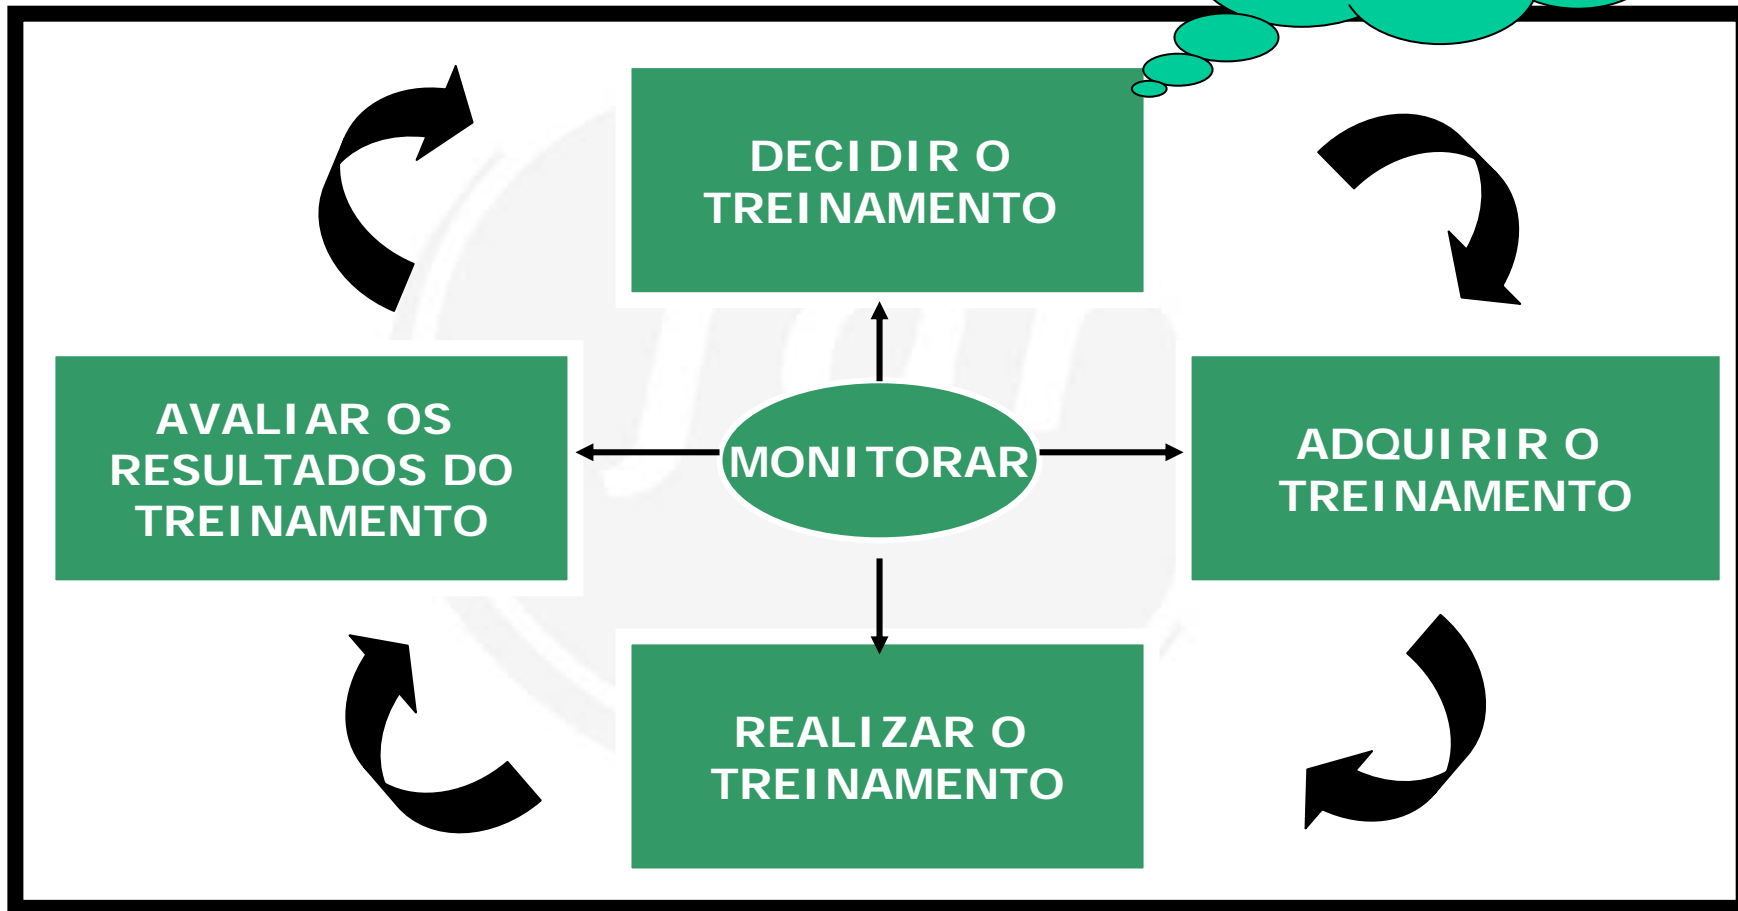 DECIDIR O
TREINAMENTO
AVALIAR OS
RESULTADOS DO
TREINAMENTO
MONITORAR
ADQUIRIR O
TREINAMENTO
REALIZAR O
TREINAMENTO